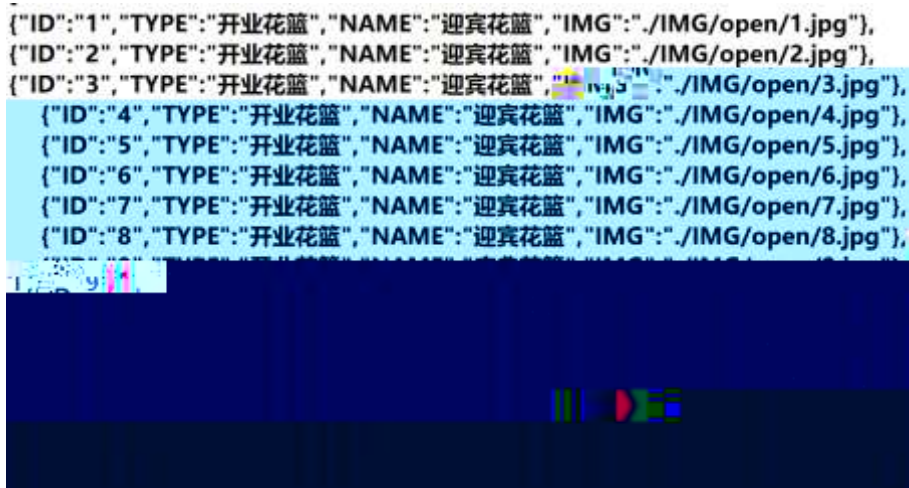 {"ID":"1","TYPE":"开业花篮","NAME":"迎宾花篮","IMG":"./IMG/open/1.jpg"},
{"ID":"2","TYPE":"开业花篮","NAME":"迎宾花篮","IMG":"./IMG/open/2.jpg"},
{"ID":"3","TYPE":"开业花篮","NAME":"迎宾花篮", :"./IMG/open/3.jpg"},
{"ID":"4","TYPE":"开业花篮","NAME":"迎宾花篮","IMG":"./IMG/open/4.jpg"},
{"ID":"5","TYPE":"开业花篮","NAME":"迎宾花篮","IMG":"./IMG/open/5.jpg"},
{"ID":"6","TYPE":"开业花篮","NAME":"迎宾花篮","IMG":"./IMG/open/6.jpg"},
{"ID":"7","TYPE":"开业花篮","NAME":"迎宾花篮","IMG":"./IMG/open/7.jpg"},
{"ID":"8","TYPE":"开业花篮","NAME":"迎宾花篮","IMG":"./IMG/open/8.jpg"},